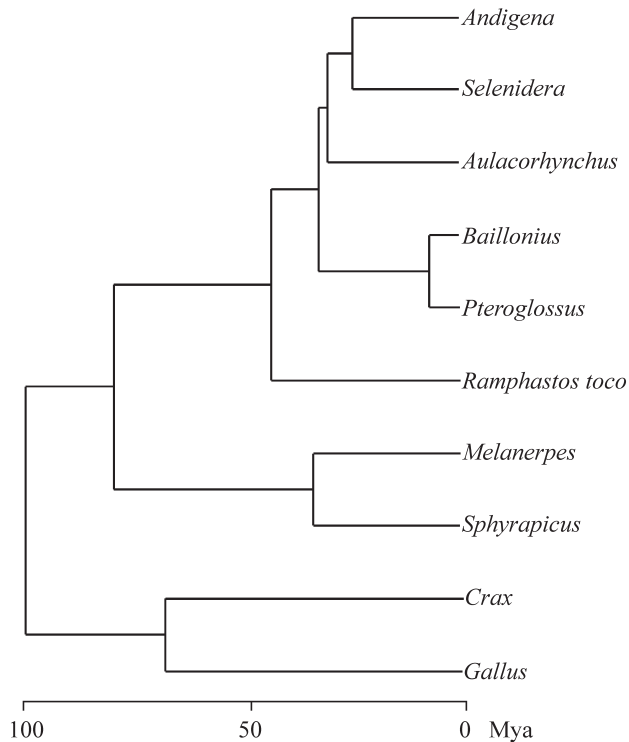 Andigena
Selenidera
Aulacorhynchus
Baillonius
Pteroglossus
Ramphastos toco
Melanerpes
Sphyrapicus
Crax
Gallus
100 50 0 Mya